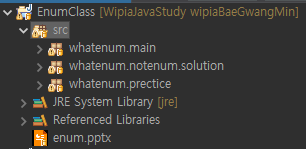 EnumClass [WipiaJavaStudy wipiaBaeGwangMin]
src
whatenum.main
whatenum.notenum.solution
whatenum.prectice
JRE System Library [jre]
Referenced Libraries
enum.pptx